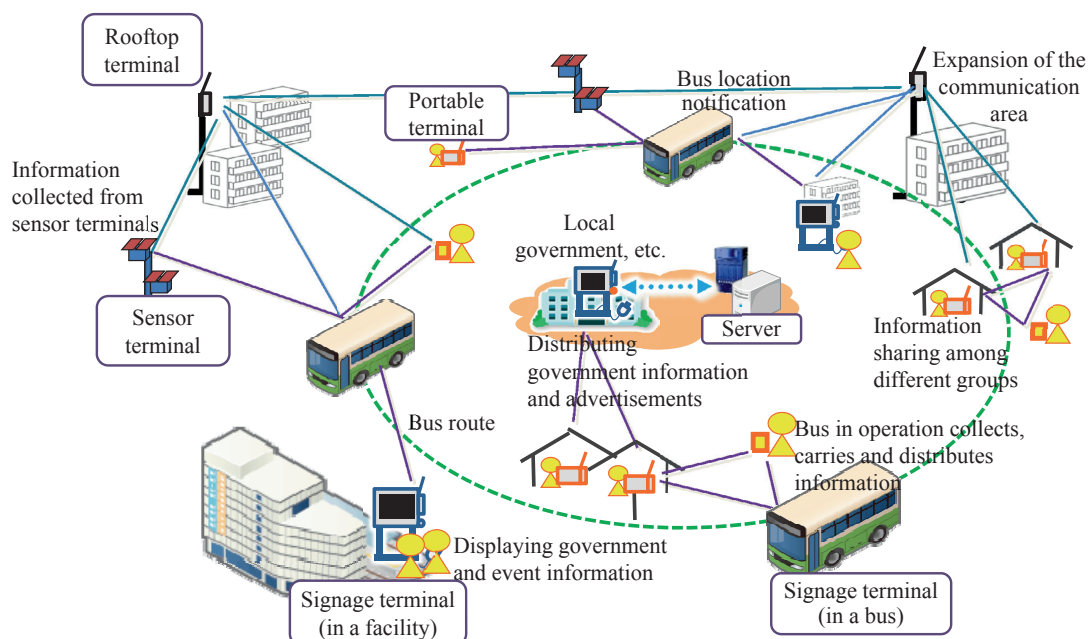 Rooftop
terminal
Portable
terminal
Bus location
notification
Expansion of the
communication
area
Information
collected from
sensor terminals
Local
government, etc.
Sensor
terminal
Server
Distributing
government information
and advertisements
Information
sharing among
different groups
Bus route
Bus in operation collects,
carries and distributes
information
Displaying government
and event information
Signage terminal
(in a facility)
Signage terminal
(in a bus)